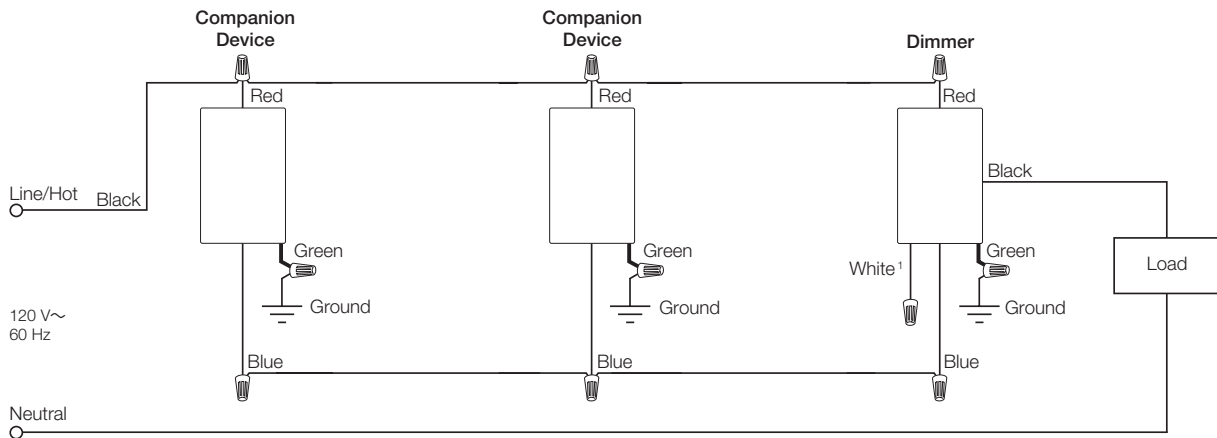 Companion
Device
Companion
Device
Dimmer
Red
Red
Red
Line/Hot
Black
Black
Green
Green
Green
White¹
Load
Ground
Ground
Ground
120 V~
60 Hz
Blue
Blue
Blue
Neutral